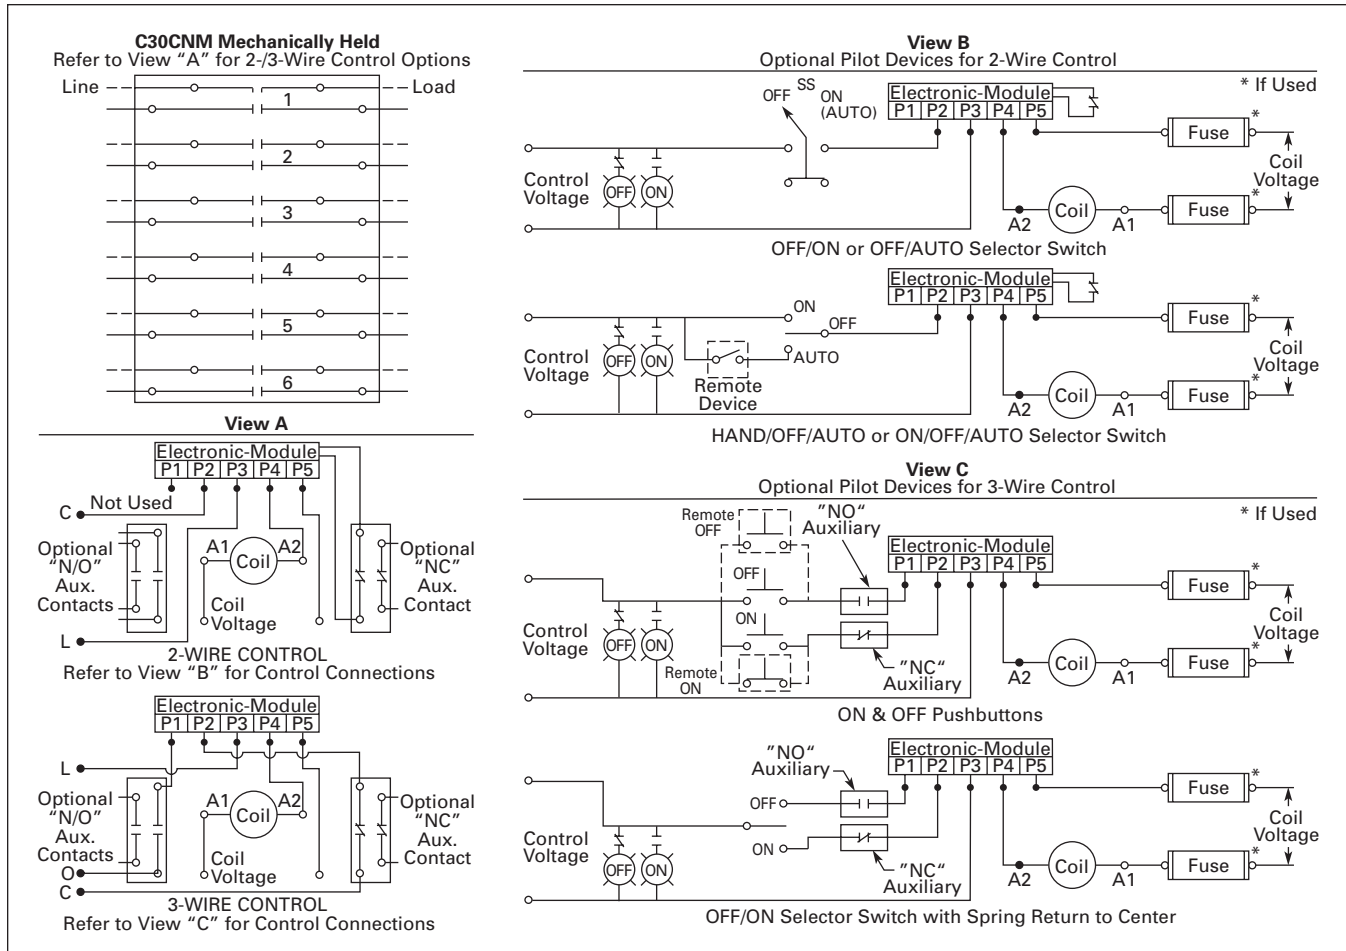 C30CNM Mechanically Held
Refer to View “A” for 2-/3-Wire Control Options
Line
Load
1
2
3
4
5
6
View A
Electronic-Module
P1 P2 P3 P4 P5
C
Not Used
Optional
“N/O”
Aux.
Contacts
A1
Coil
A2
Coil
Voltage
Optional
“NC”
Aux.
Contact
L
2-WIRE CONTROL
Refer to View “B” for Control Connections
Electronic-Module
P1 P2 P3 P4 P5
L
Optional
“N/O”
Aux.
Contacts
A1
Coil
A2
Coil
Voltage
Optional
“NC”
Aux.
Contact
O
C
3-WIRE CONTROL
Refer to View “C” for Control Connections
View B
Optional Pilot Devices for 2-Wire Control
* If Used
OFF
SS
ON
(AUTO)
Electronic-Module
P1 P2 P3 P4 P5
Control
Voltage
OFF
ON
Fuse
*
Coil
Voltage
A2
Coil
A1
Fuse
*
OFF/ON or OFF/AUTO Selector Switch
Electronic-Module
P1 P2 P3 P4 P5
ON
OFF
AUTO
Control
Voltage
OFF
ON
Remote
Device
Fuse
*
Coil
Voltage
A2
Coil
A1
Fuse
*
HAND/OFF/AUTO or ON/OFF/AUTO Selector Switch
View C
Optional Pilot Devices for 3-Wire Control
* If Used
Remote
OFF
”NO“
Auxiliary
Electronic-Module
P1 P2 P3 P4 P5
OFF
ON
Control
Voltage
OFF
ON
Remote
ON
”NC“
Auxiliary
Fuse
*
Coil
Voltage
A2
Coil
A1
Fuse
*
ON & OFF Pushbuttons
”NO“
Auxiliary
Electronic-Module
P1 P2 P3 P4 P5
OFF
ON
Control
Voltage
OFF
ON
”NC“
Auxiliary
Fuse
*
Coil
Voltage
A2
Coil
A1
Fuse
*
OFF/ON Selector Switch with Spring Return to Center